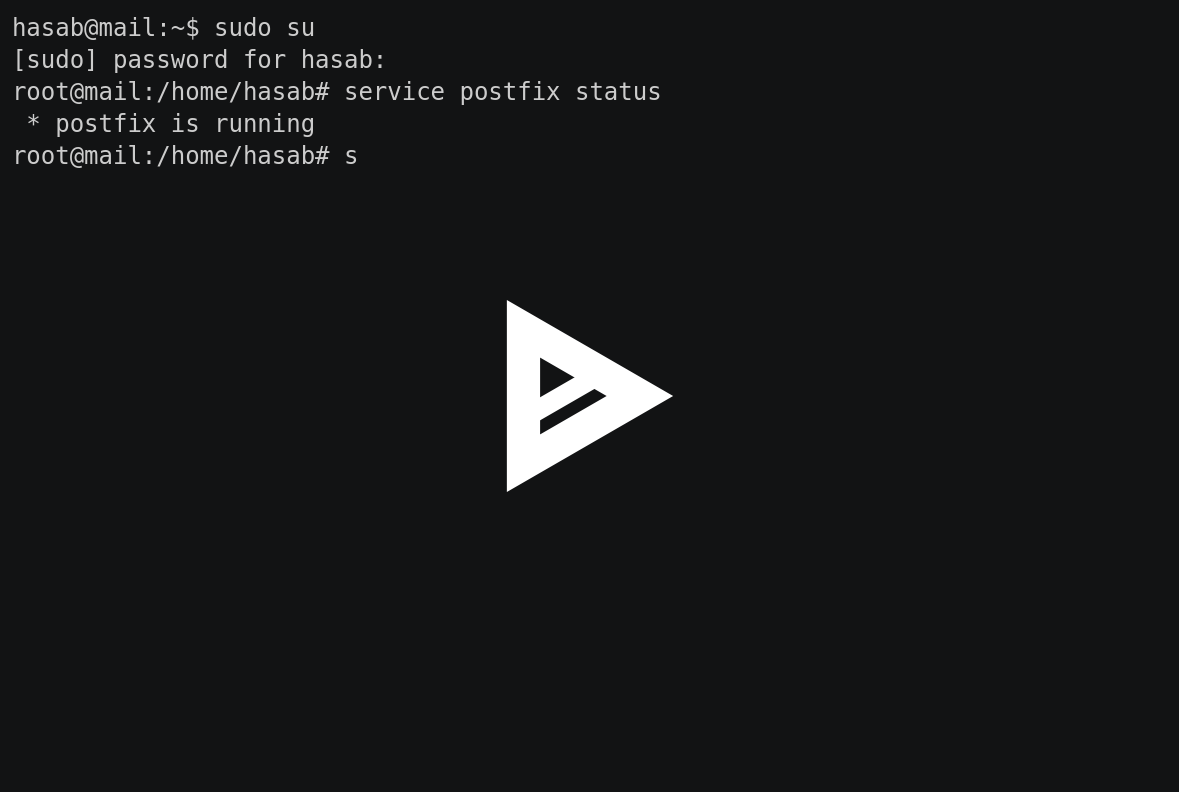 hasab@mail:~$ sudo su
[sudo] password for hasab:
root@mail:/home/hasab# service postfix status
 * postfix is running
root@mail:/home/hasab# s